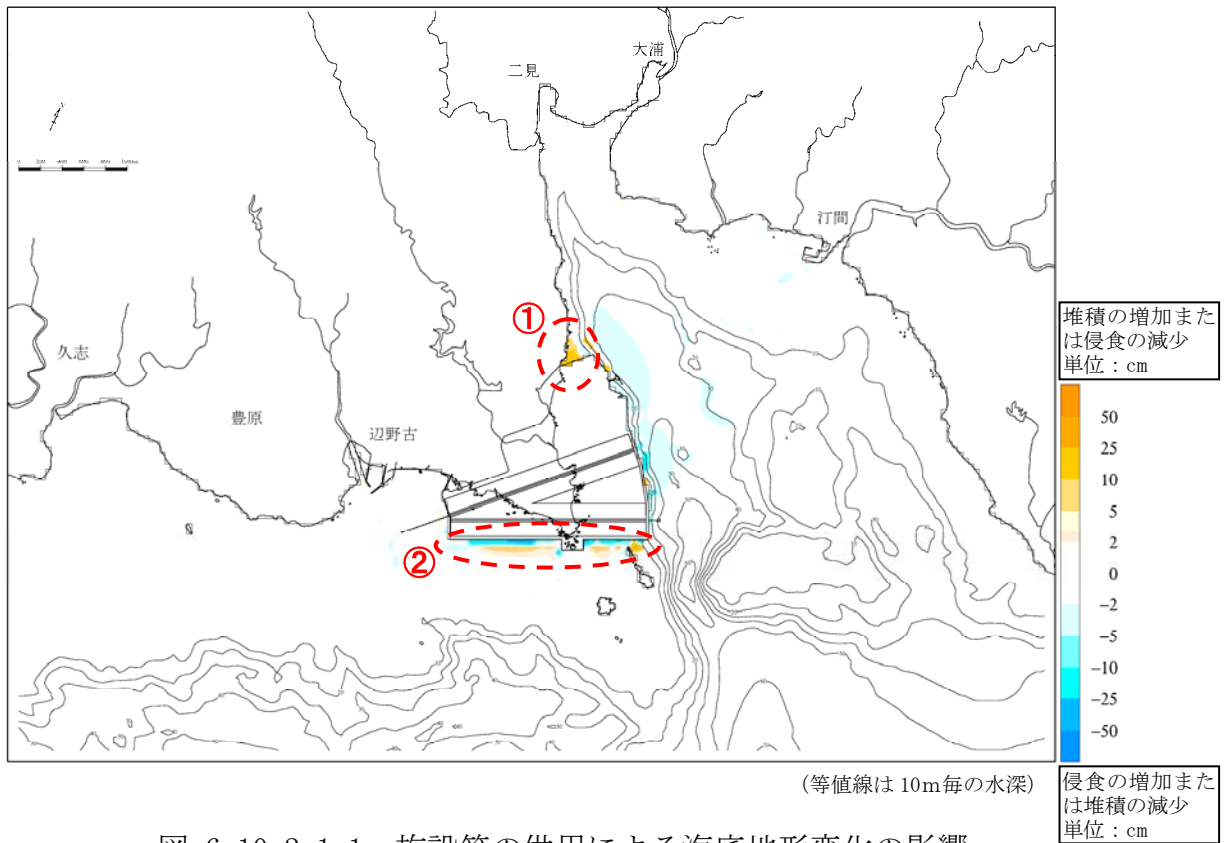 大浦
二見
汀間
①
久志
豊原
辺野古
②
堆積の増加また
は侵食の減少
単位：cm
50
25
10
5
2
0
-2
-5
-10
-25
-50
侵食の増加また
は堆積の減少
単位：cm
（等値線は 10ｍ毎の水深）